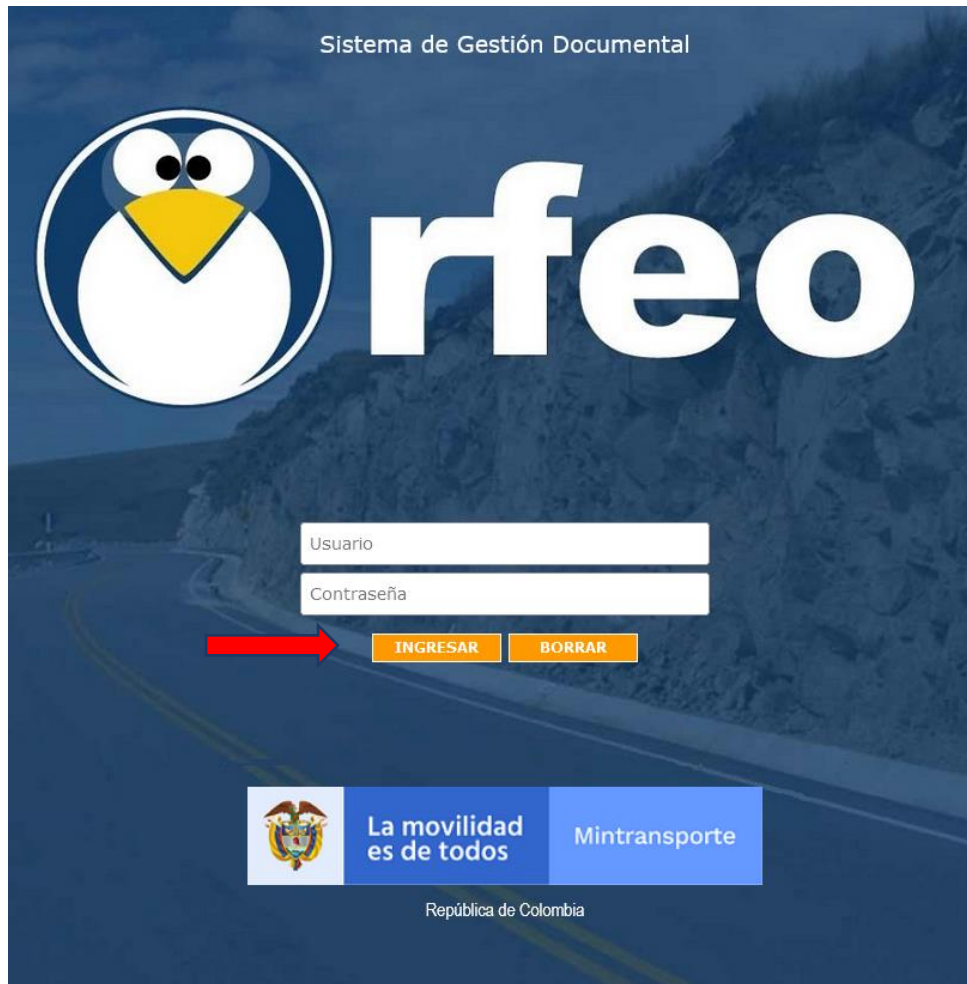 Sistema de Gestión Documental
rfeo
Usuario
Contraseña
INGRESAR BORRAR
La movilidad
es de todos
Mintransporte
República de Colombia